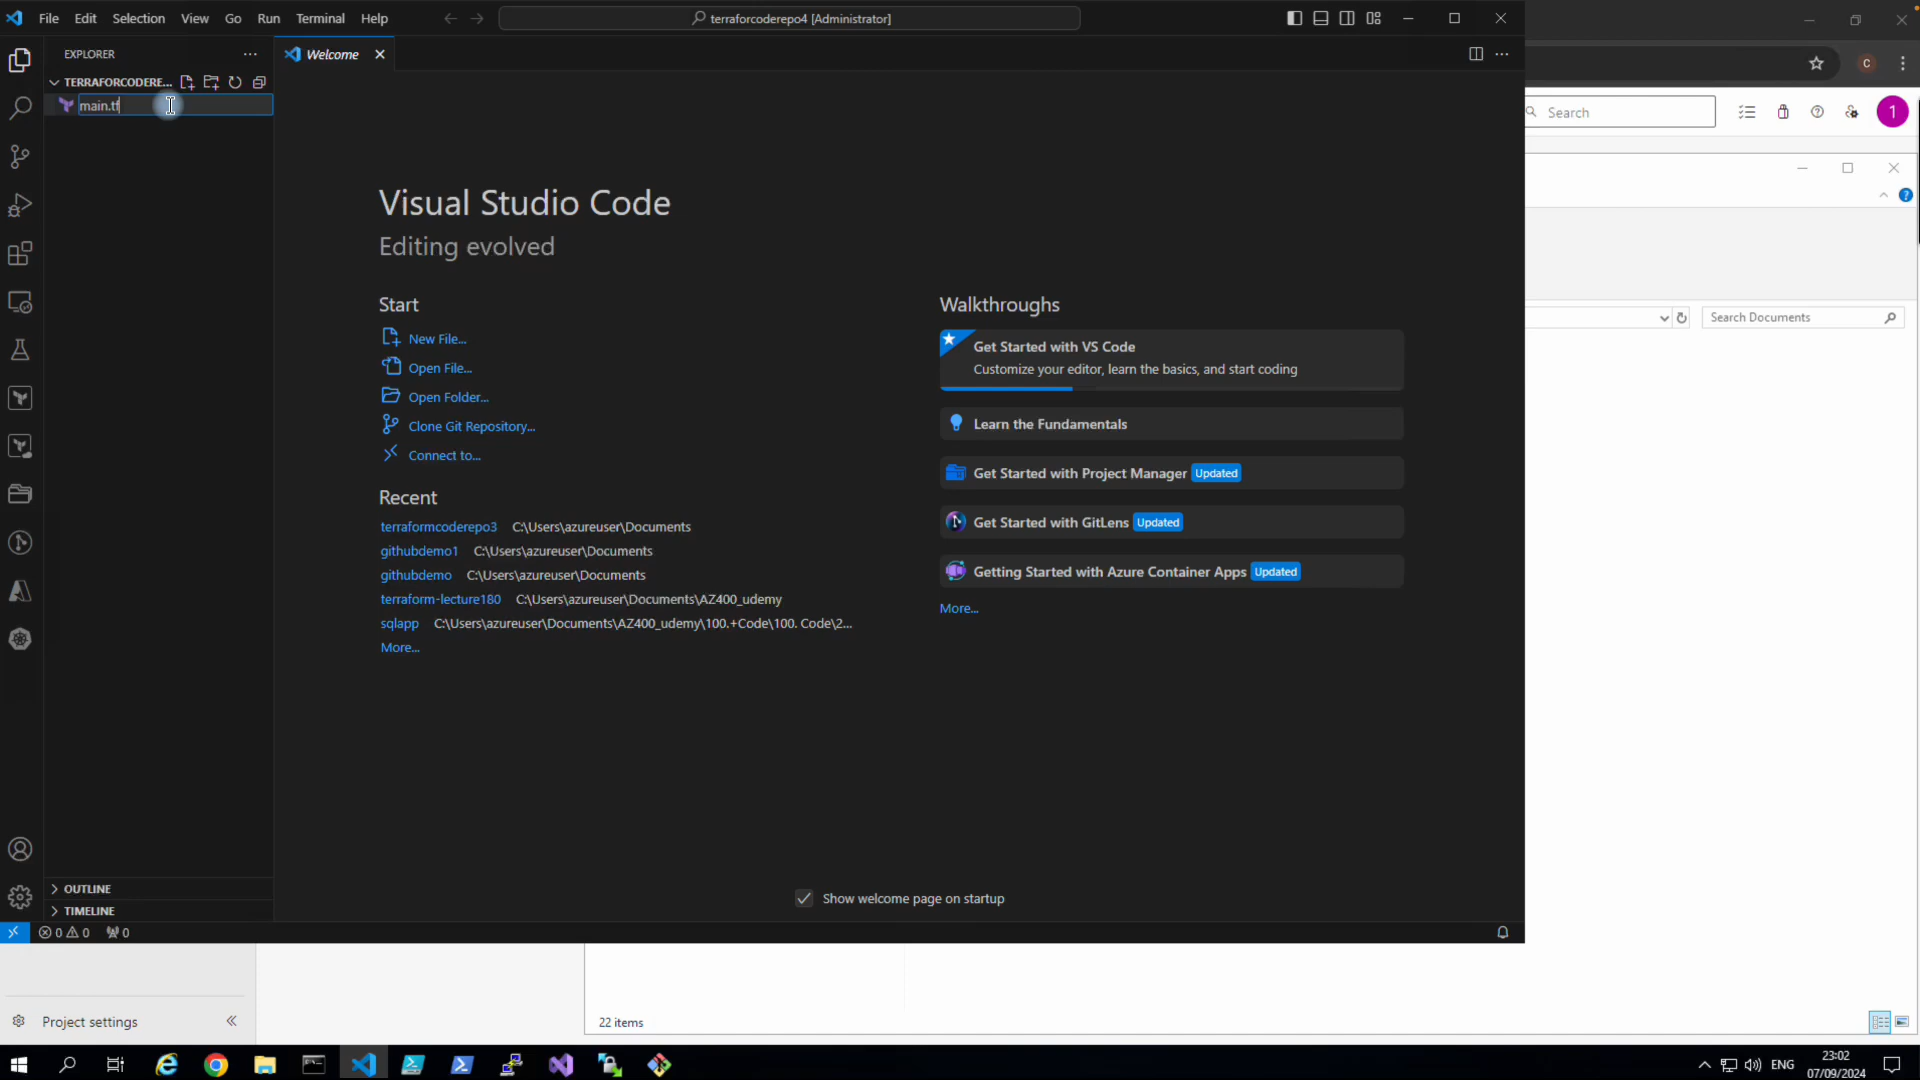 File Edit Selection View Go Run Terminal Help
terraforcoderepo4 [Administrator]
EXPLORER
Welcome
TERRAFORCODERE...
main.tf
C
Search
1
Visual Studio Code
Editing evolved
Start
New File...
Open File...
Open Folder...
Clone Git Repository...
Connect to...
Recent
terraformcoderepo3 C:\Users\azureuser\Documents
githubdemo1 C:\Users\azureuser\Documents
githubdemo C:\Users\azureuser\Documents
terraform-lecture180 C:\Users\azureuser\Documents\AZ400_udemy
sqlapp C:\Users\azureuser\Documents\AZ400_udemy\100.+Code\100. Code\2...
More...
Walkthroughs
Get Started with VS Code
Customize your editor, learn the basics, and start coding
Learn the Fundamentals
Get Started with Project Manager Updated
Get Started with GitLens Updated
Getting Started with Azure Container Apps Updated
More...
Search Documents
Show welcome page on startup
OUTLINE
TIMELINE
0 0 0
Project settings
22 items
ENG
23:02
07/09/2024